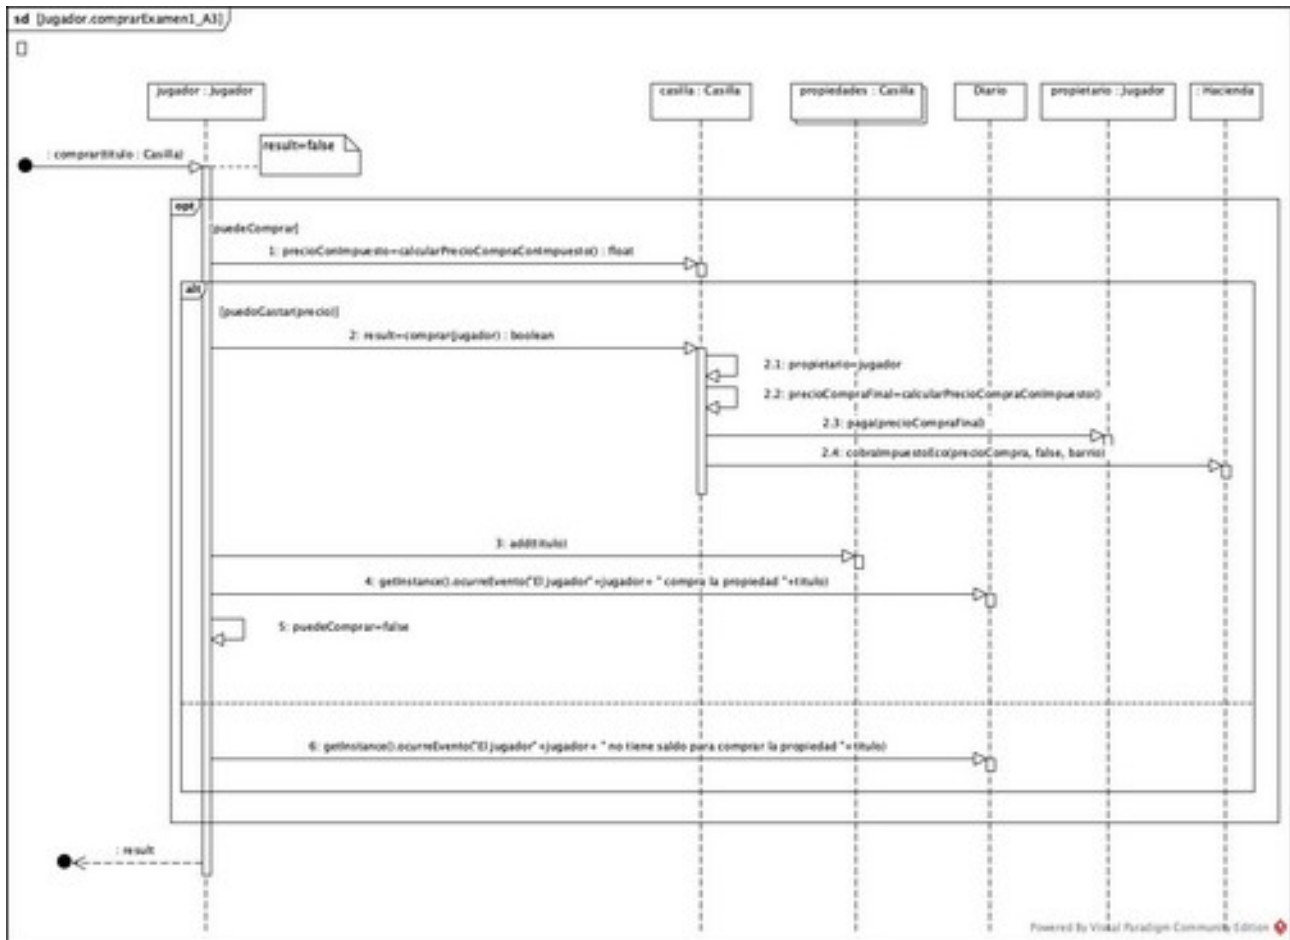 sd [Jugador.comprarExamen1_A3]
jugador : Jugador
casilla : Casilla
propiedades : Casilla
Diario
propietario : Jugador
: Hacienda
: comprar(titulo : Casilla)
result=false
opt
[puedeComprar]
1: precioConImpuesto=calcularPrecioCompraConImpuesto() : float
alt
[puedoGastar(precio)]
2: result=comprar(jugador) : boolean
2.1: propietario=jugador
2.2: precioCompraFinal=calcularPrecioCompraConImpuesto()
2.3: paga(precioCompraFinal)
2.4: cobraImpuestoEco(precioCompra, false, barrio)
3: add(titulo)
4: getInstance().ocurreEvento("El jugador"+jugador+ " compra la propiedad "+titulo)
5: puedeComprar=false
6: getInstance().ocurreEvento("El jugador"+jugador+ " no tiene saldo para comprar la propiedad "+titulo)
: result
Powered By Visual Paradigm Community Edition